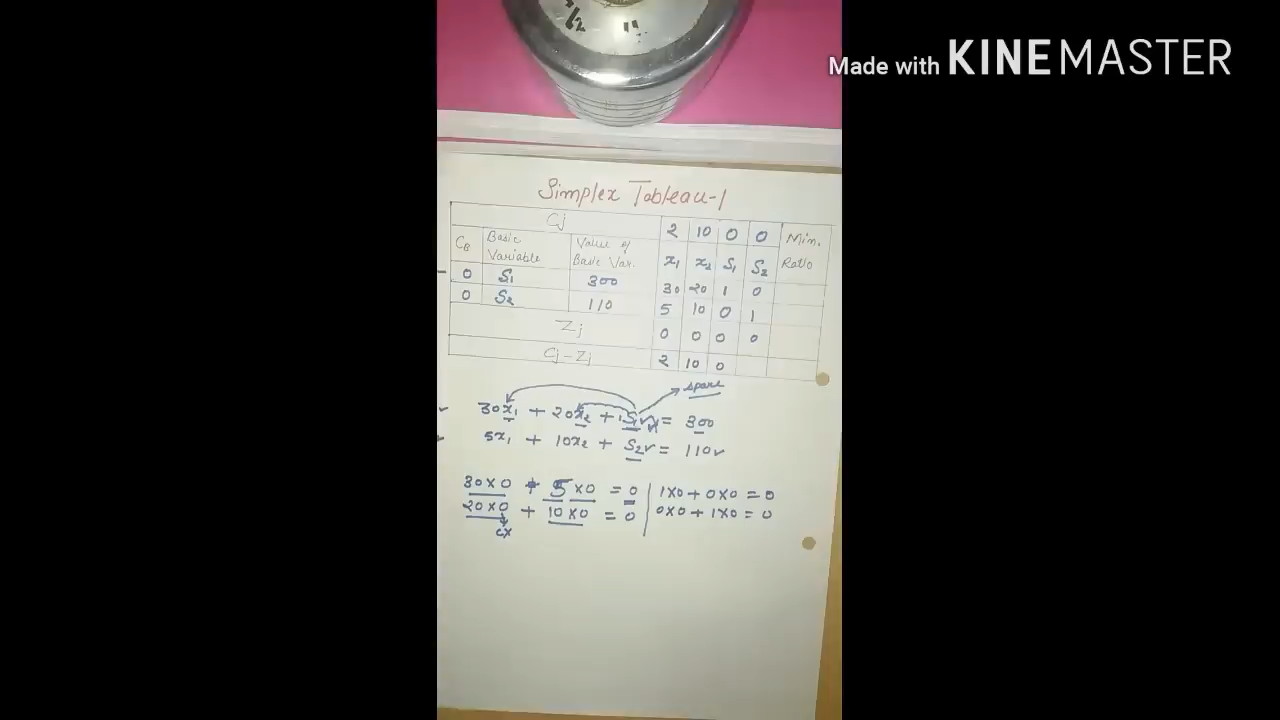 Made with KINEMASTER
Simplex Tableau-1
Cj 2 10 0 0 Min. Ratio
CB Basic Variable Value of Basic Var. x1 x2 S1 S2
0 S1 300 30 20 1 0
0 S2 110 5 10 0 1
Zj 0 0 0 0
Cj - Zj 2 10 0
spare
30x1 + 20x2 + 1S1 = 300
5x1 + 10x2 + S2 = 110
30×0 + 5×0 = 0 | 1×0 + 0×0 = 0
20×0 + 10×0 = 0 | 0×0 + 1×0 = 0